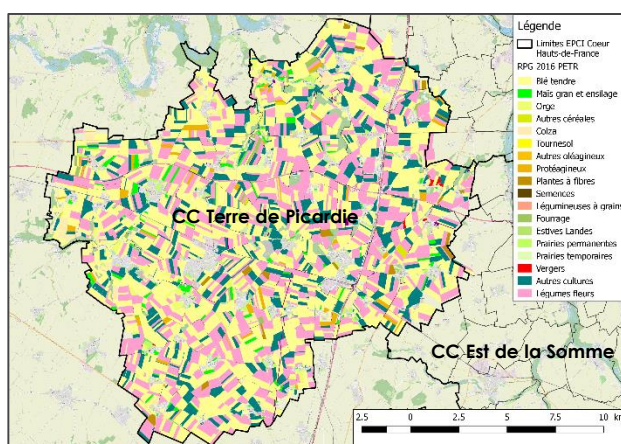 Légende
Limites EPCI Coeur
Hauts-de-France
RPG 2016 PETR
Blé tendre
Maïs grain et ensilage
Orge
Autres céréales
Colza
Tournesol
Autres oléagineux
Protéagineux
Plantes à fibres
Semences
Légumineuses à grains
Fourrage
Estives Landes
Prairies permanentes
Prairies temporaires
Vergers
Autres cultures
Légumes fleurs
CC Terre de Picardie
CC Est de la Somme
2.5 0 2.5 5 7.5 10 km